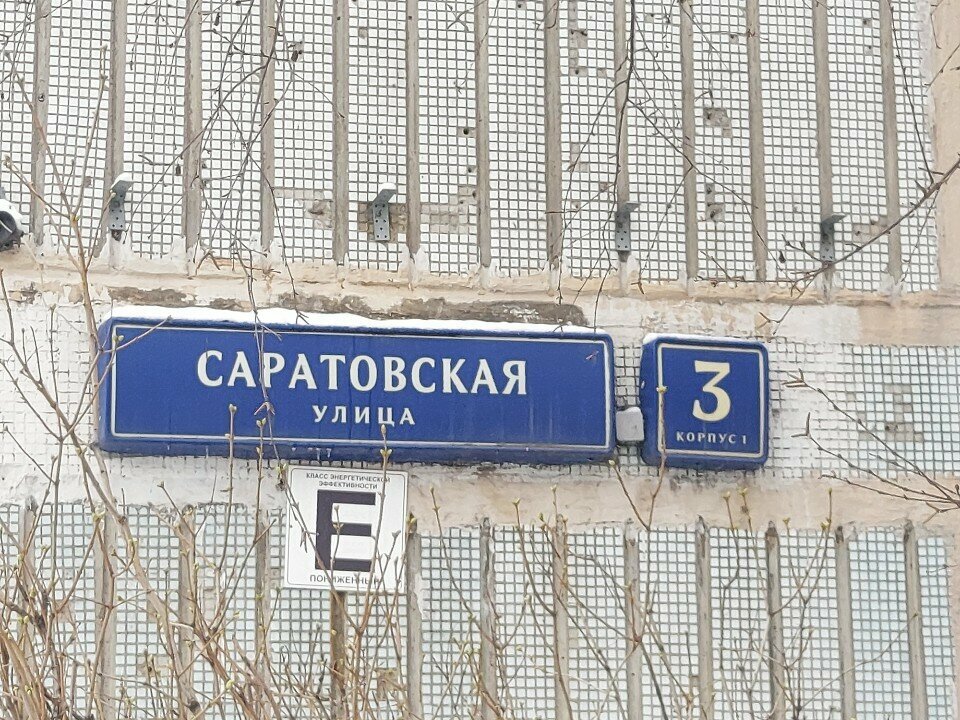 САРАТОВСКАЯ
УЛИЦА
3
КОРПУС 1
КЛАСС ЭНЕРГЕТИЧЕСКОЙ
ЭФФЕКТИВНОСТИ
E
ПОНИЖЕННЫЙ